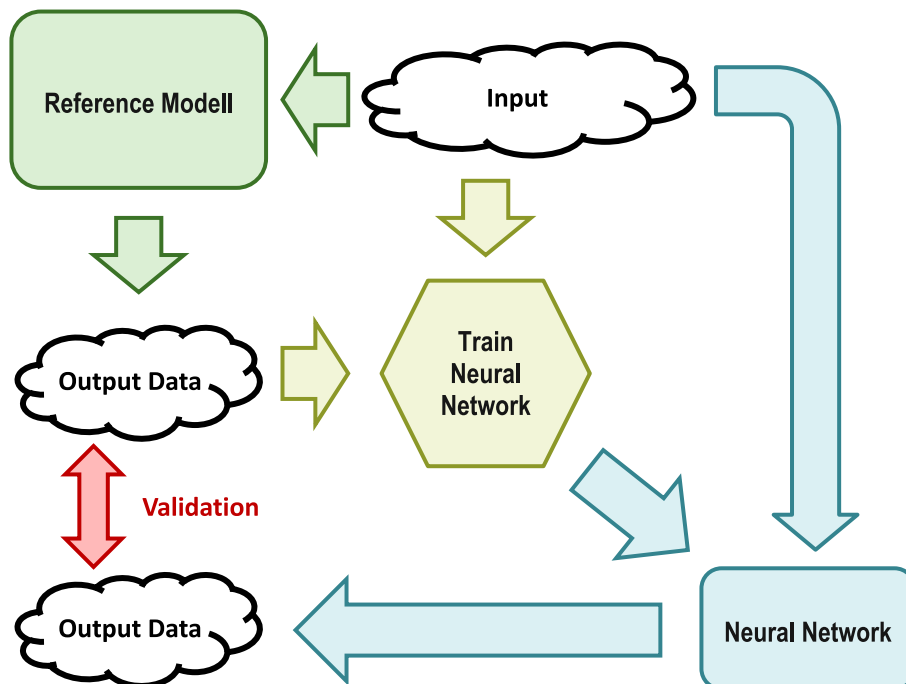 Reference Modell
Input
Train
Neural
Network
Output Data
Validation
Output Data
Neural Network